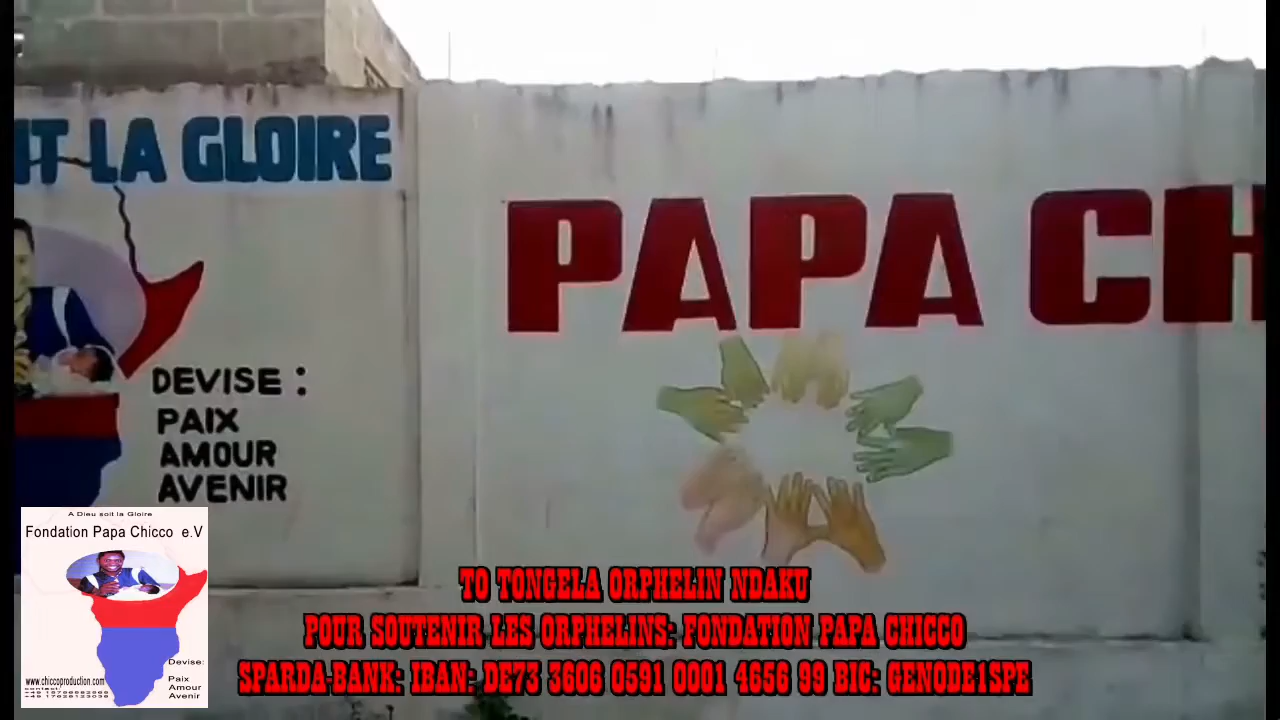 IT LA GLOIRE
PAPA CH
DEVISE :
PAIX
AMOUR
AVENIR
A Dieu soit la Gloire
Fondation Papa Chicco e.V
Devise:
Paix
Amour
Avenir
www.chiccoproduction.com
TO TONGELA ORPHELIN NDAKU
POUR SOUTENIR LES ORPHELINS: FONDATION PAPA CHICCO
SPARDA-BANK: IBAN: DE73 3606 0591 0001 4656 99 BIC: GENODE1SPE